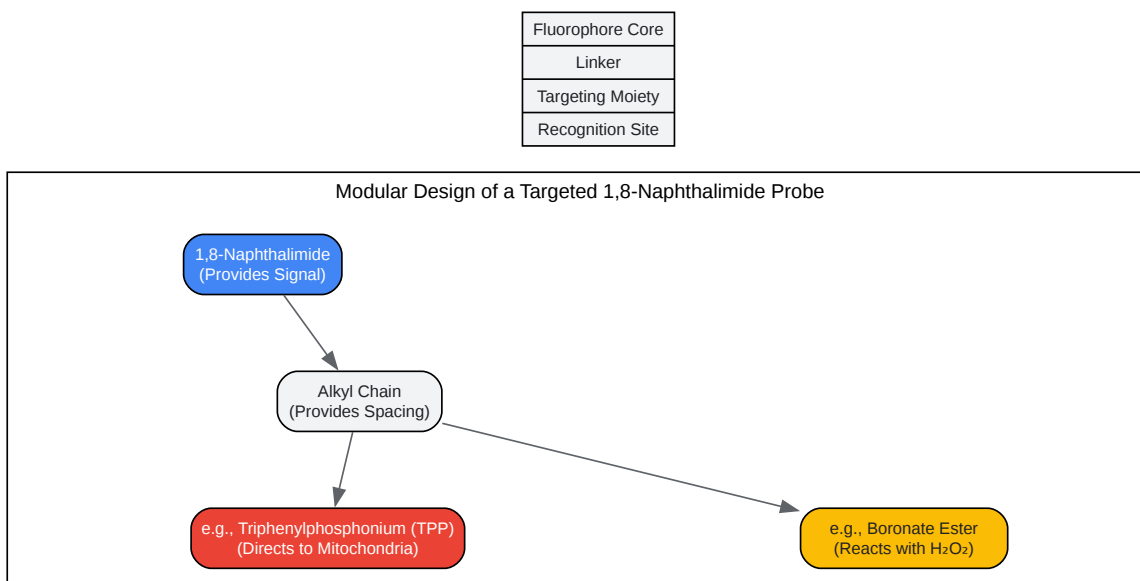 Fluorophore Core
Linker
Targeting Moiety
Recognition Site
Modular Design of a Targeted 1,8-Naphthalimide Probe
1,8-Naphthalimide
(Provides Signal)
Alkyl Chain
(Provides Spacing)
e.g., Triphenylphosphonium (TPP)
(Directs to Mitochondria)
e.g., Boronate Ester
(Reacts with H₂O₂)